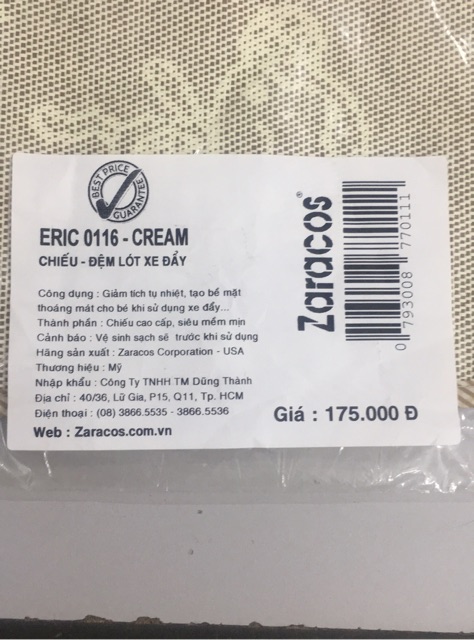 BEST PRICE
GUARANTEE
ERIC 0116 - CREAM
CHIẾU - ĐỆM LÓT XE ĐẨY
Công dụng : Giảm tích tụ nhiệt, tạo bề mặt
thoáng mát cho bé khi sử dụng xe đẩy...
Thành phần : Chiếu cao cấp, siêu mềm mịn
Cảnh báo : Vệ sinh sạch sẽ trước khi sử dụng
Hãng sản xuất : Zaracos Corporation - USA
Thương hiệu : Mỹ
Nhập khẩu : Công Ty TNHH TM Dũng Thành
Địa chỉ : 40/36, Lữ Gia, P15, Q11, Tp. HCM
Điện thoại : (08) 3866.5535 - 3866.5536
Web : Zaracos.com.vn
Zaracos®
0 793008 770111
Giá : 175.000 Đ